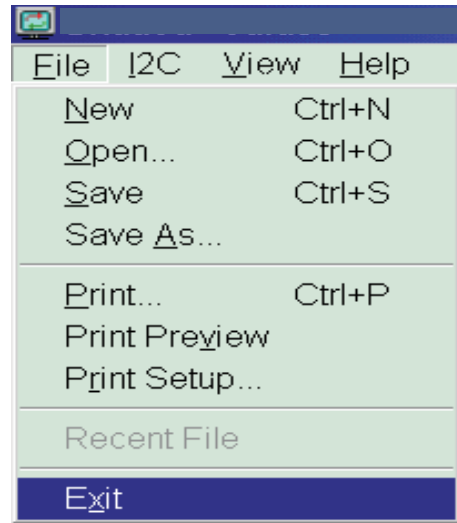 File I2C View Help
New Ctrl+N
Open... Ctrl+O
Save Ctrl+S
Save As...
Print... Ctrl+P
Print Preview
Print Setup...
Recent File
Exit